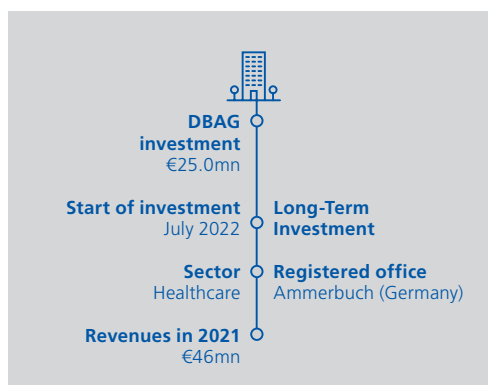 DBAG
investment
€25.0mn
Start of investment
July 2022
Long-Term
Investment
Sector
Healthcare
Registered office
Ammerbuch (Germany)
Revenues in 2021
€46mn